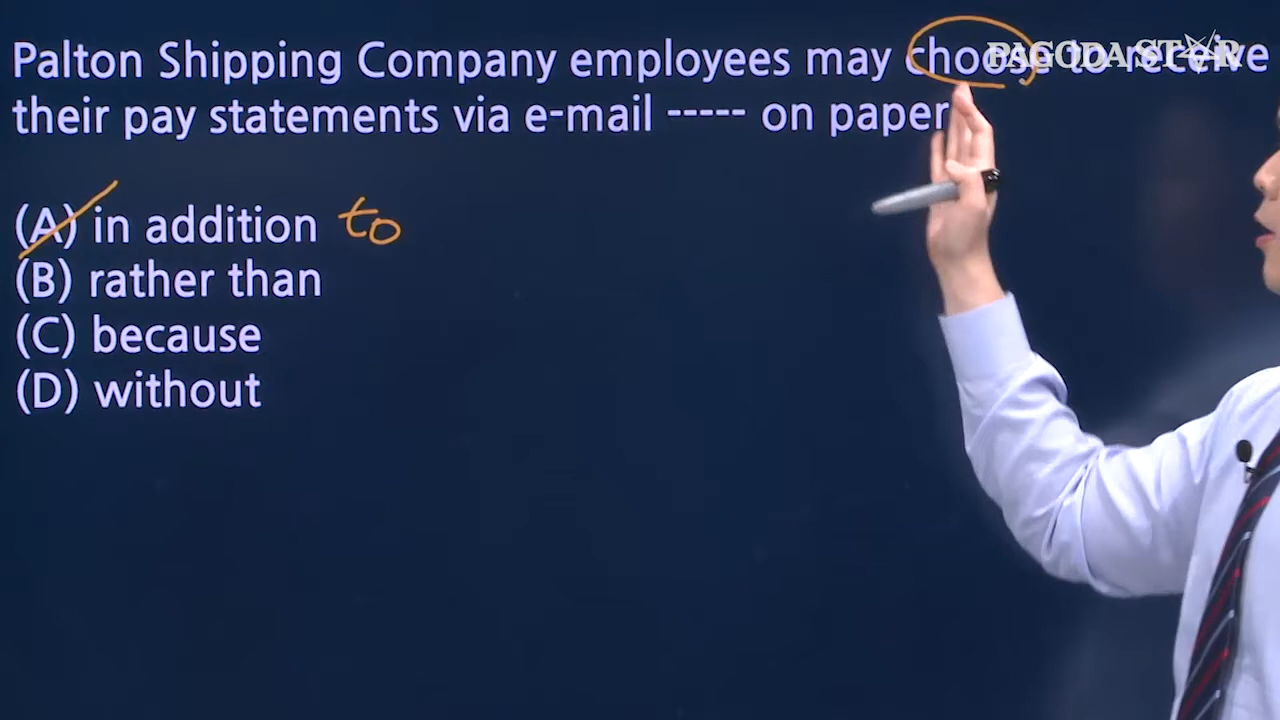 Palton Shipping Company employees may choose to receive
their pay statements via e-mail ----- on paper
(A) in addition to
(B) rather than
(C) because
(D) without
PAGODA STAR